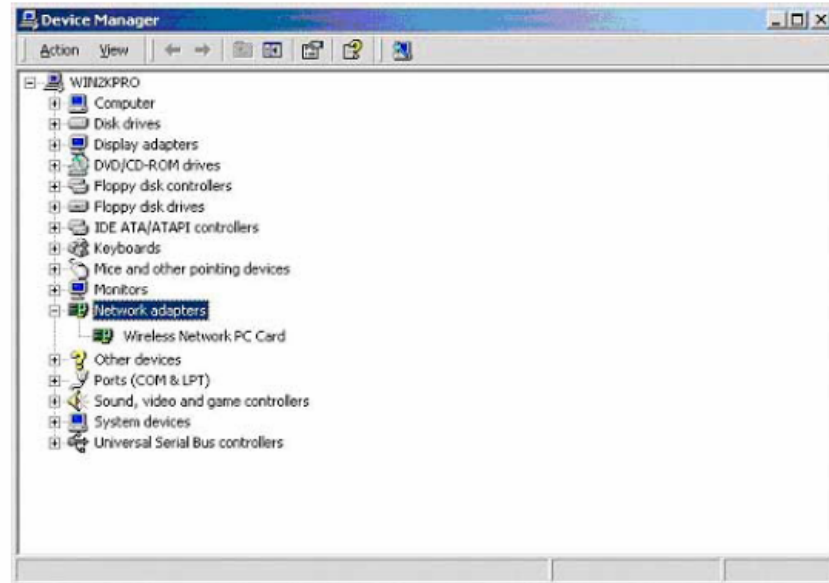 Device Manager
Action View
WIN2KPRO
Computer
Disk drives
Display adapters
DVD/CD-ROM drives
Floppy disk controllers
Floppy disk drives
IDE ATA/ATAPI controllers
Keyboards
Mice and other pointing devices
Monitors
Network adapters
Wireless Network PC Card
Other devices
Ports (COM & LPT)
Sound, video and game controllers
System devices
Universal Serial Bus controllers